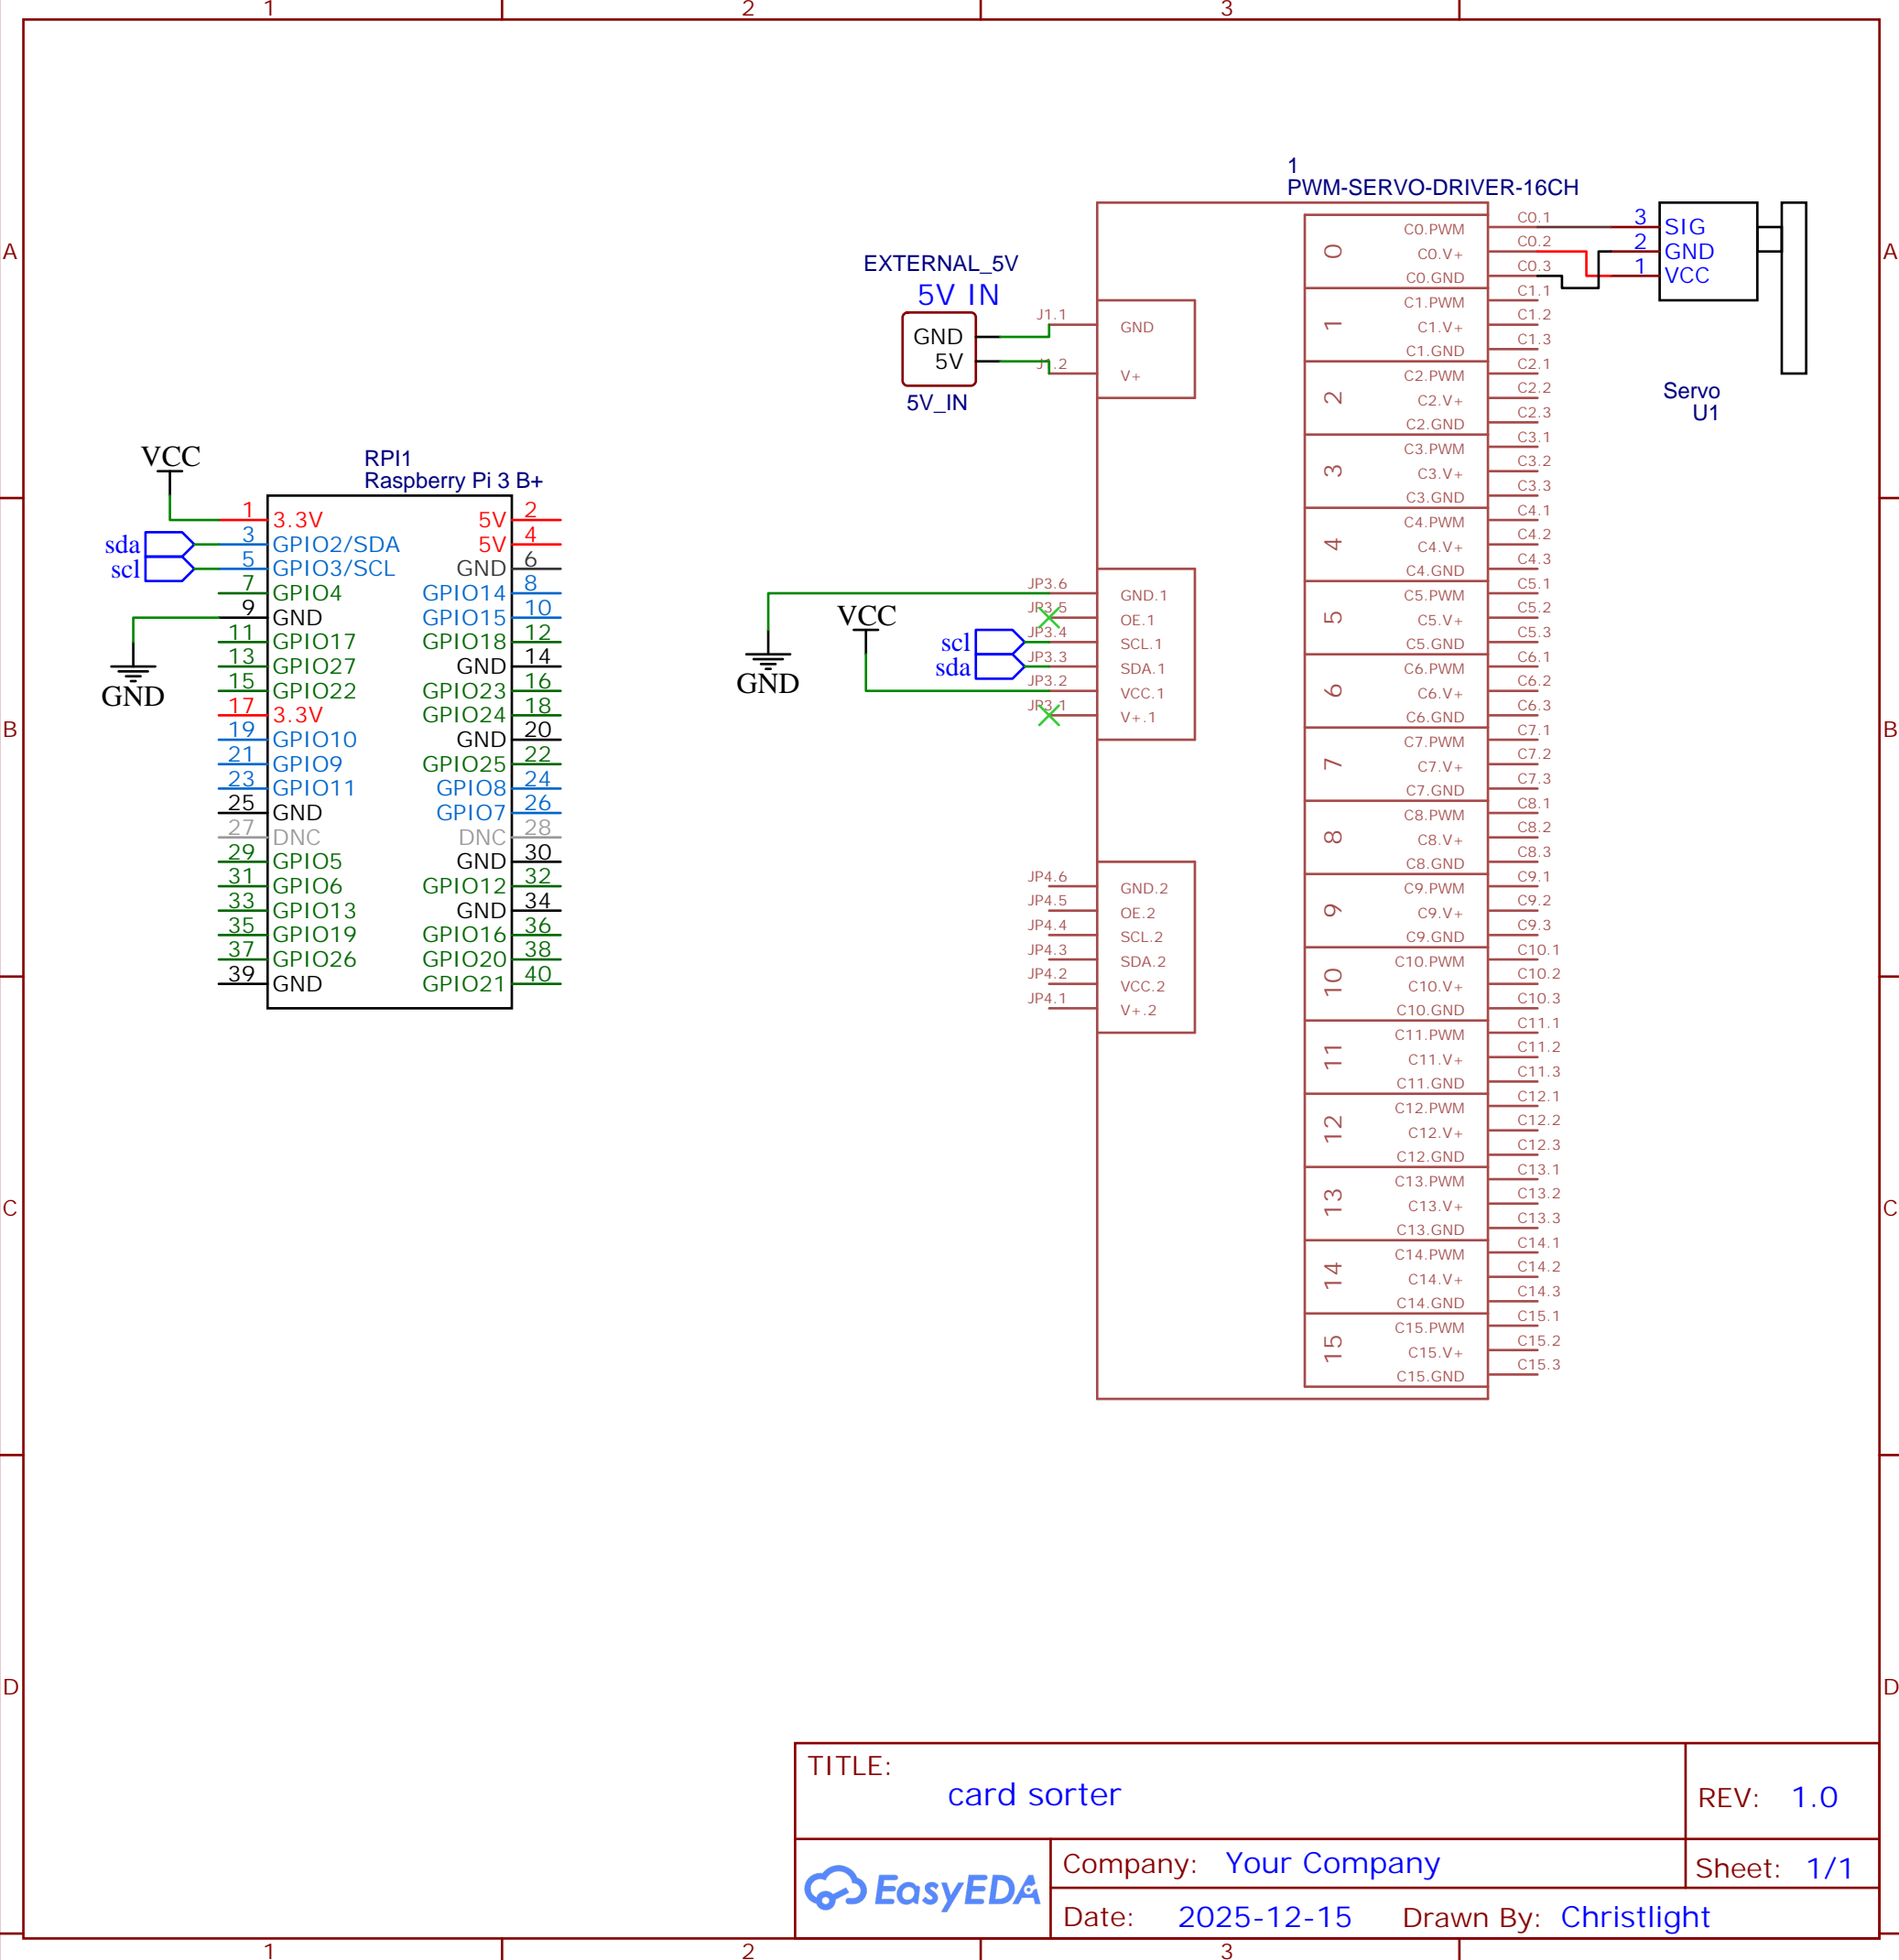 1 2 3
A A
B B
C C
D D
1 2 3
EXTERNAL_5V
5V IN
GND
5V
5V_IN
VCC
RPI1
Raspberry Pi 3 B+
sda
scl
GND
1 3.3V 5V 2
3 GPIO2/SDA 5V 4
5 GPIO3/SCL GND 6
7 GPIO4 GPIO14 8
9 GND GPIO15 10
11 GPIO17 GPIO18 12
13 GPIO27 GND 14
15 GPIO22 GPIO23 16
17 3.3V GPIO24 18
19 GPIO10 GND 20
21 GPIO9 GPIO25 22
23 GPIO11 GPIO8 24
25 GND GPIO7 26
27 DNC DNC 28
29 GPIO5 GND 30
31 GPIO6 GPIO12 32
33 GPIO13 GND 34
35 GPIO19 GPIO16 36
37 GPIO26 GPIO20 38
39 GND GPIO21 40
1
PWM-SERVO-DRIVER-16CH
J1.1 GND
J1.2 V+
GND
VCC
scl
sda
JP3.6 GND.1
JP3.5 OE.1
JP3.4 SCL.1
JP3.3 SDA.1
JP3.2 VCC.1
JP3.1 V+.1
JP4.6 GND.2
JP4.5 OE.2
JP4.4 SCL.2
JP4.3 SDA.2
JP4.2 VCC.2
JP4.1 V+.2
0
C0.PWM C0.1
C0.V+ C0.2
C0.GND C0.3
1
C1.PWM C1.1
C1.V+ C1.2
C1.GND C1.3
2
C2.PWM C2.1
C2.V+ C2.2
C2.GND C2.3
3
C3.PWM C3.1
C3.V+ C3.2
C3.GND C3.3
4
C4.PWM C4.1
C4.V+ C4.2
C4.GND C4.3
5
C5.PWM C5.1
C5.V+ C5.2
C5.GND C5.3
6
C6.PWM C6.1
C6.V+ C6.2
C6.GND C6.3
7
C7.PWM C7.1
C7.V+ C7.2
C7.GND C7.3
8
C8.PWM C8.1
C8.V+ C8.2
C8.GND C8.3
9
C9.PWM C9.1
C9.V+ C9.2
C9.GND C9.3
10
C10.PWM C10.1
C10.V+ C10.2
C10.GND C10.3
11
C11.PWM C11.1
C11.V+ C11.2
C11.GND C11.3
12
C12.PWM C12.1
C12.V+ C12.2
C12.GND C12.3
13
C13.PWM C13.1
C13.V+ C13.2
C13.GND C13.3
14
C14.PWM C14.1
C14.V+ C14.2
C14.GND C14.3
15
C15.PWM C15.1
C15.V+ C15.2
C15.GND C15.3
3 SIG
2 GND
1 VCC
Servo
U1
TITLE:
card sorter
REV: 1.0
EasyEDA
Company: Your Company
Sheet: 1/1
Date: 2025-12-15 Drawn By: Christlight